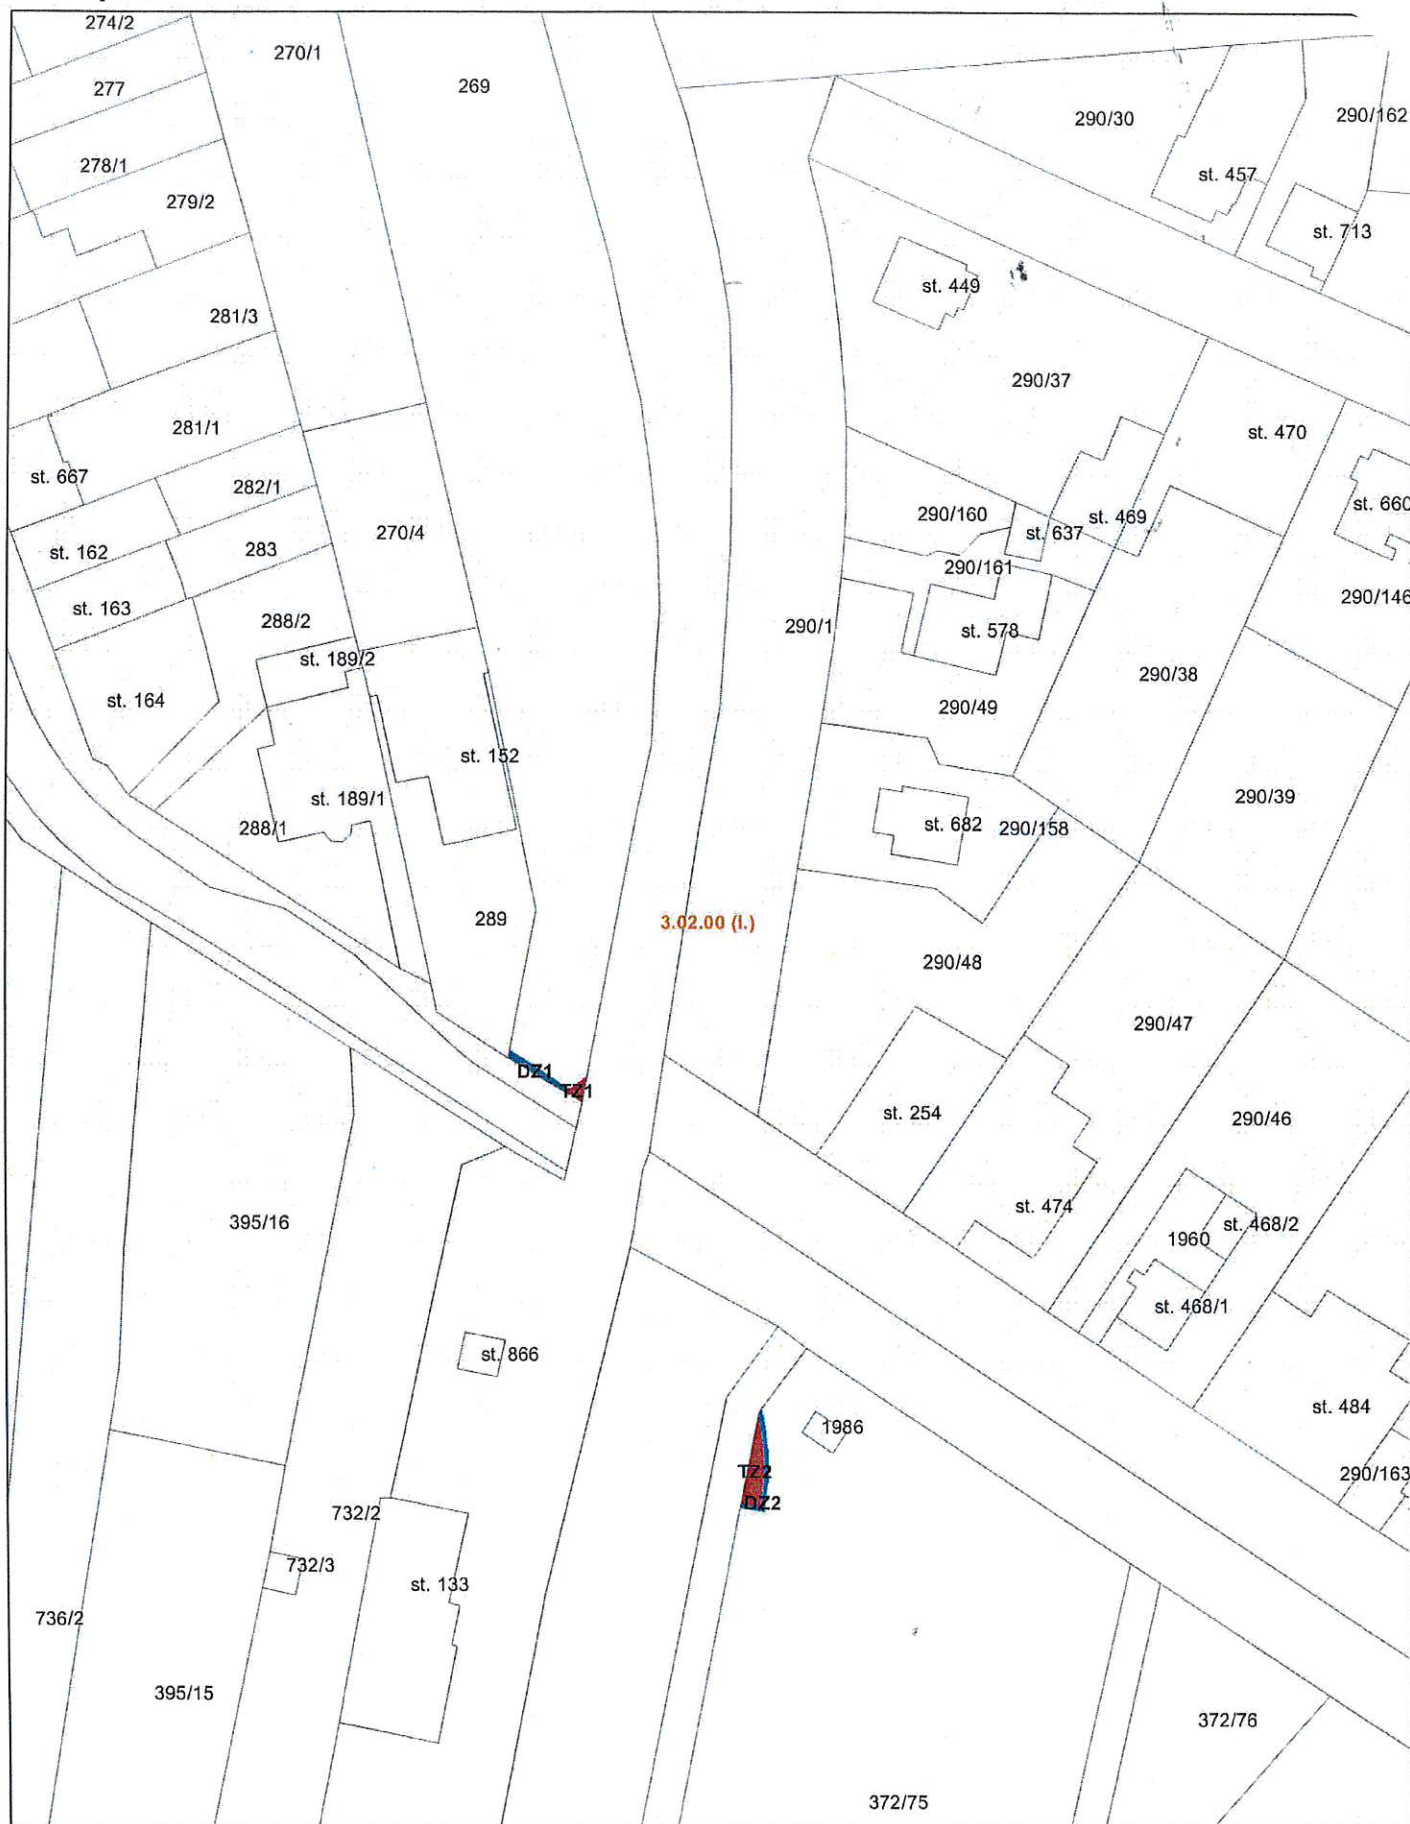 274/2
270/1
277
269
290/30
290/162
278/1
st. 457
279/2
st. 713
st. 449
281/3
290/37
281/1
st. 470
st. 667
282/1
st. 660
290/160
st. 469
270/4
st. 637
st. 162
283
290/161
290/146
st. 163
288/2
290/1
st. 578
st. 189/2
290/38
st. 164
290/49
st. 152
st. 189/1
290/39
288/1
st. 682
290/158
289
3.02.00 (I.)
290/48
290/47
DZ1
TZ1
st. 254
290/46
st. 474
395/16
st. 468/2
1960
st. 468/1
st. 866
st. 484
1986
TZ2
290/163
DZ2
732/2
732/3
st. 133
736/2
395/15
372/76
372/75